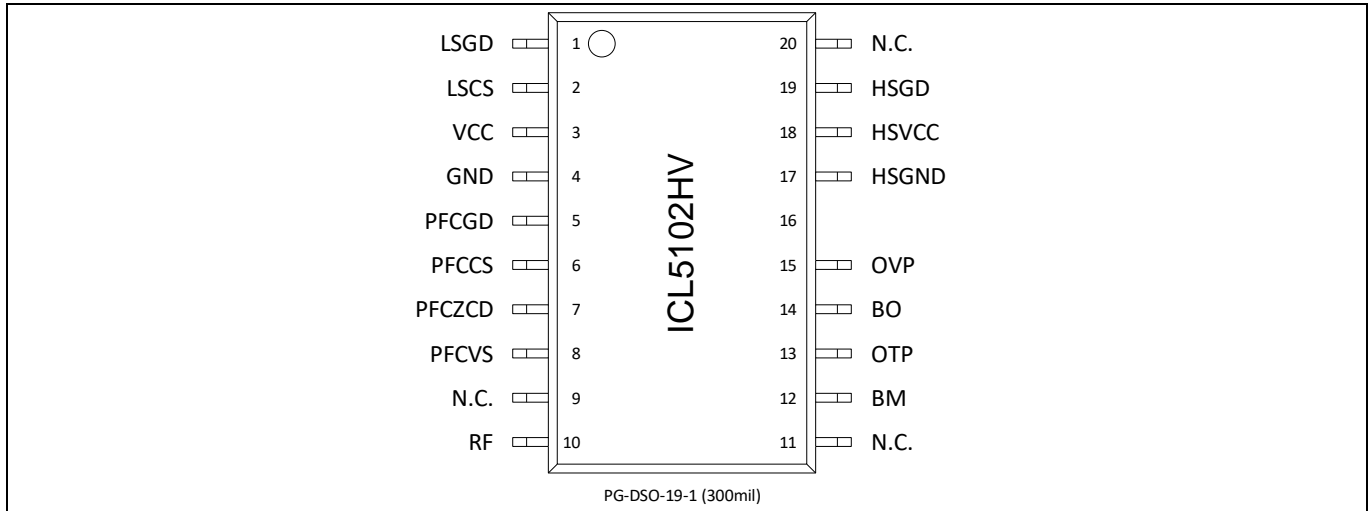 LSGD 1 20 N.C.
LSCS 2 19 HSGD
VCC 3 18 HSVCC
GND 4 17 HSGND
PFCGD 5 16
PFCCS 6 15 OVP
PFCZCD 7 14 BO
PFCVS 8 13 OTP
N.C. 9 12 BM
RF 10 11 N.C.
ICL5102HV
PG-DSO-19-1 (300mil)